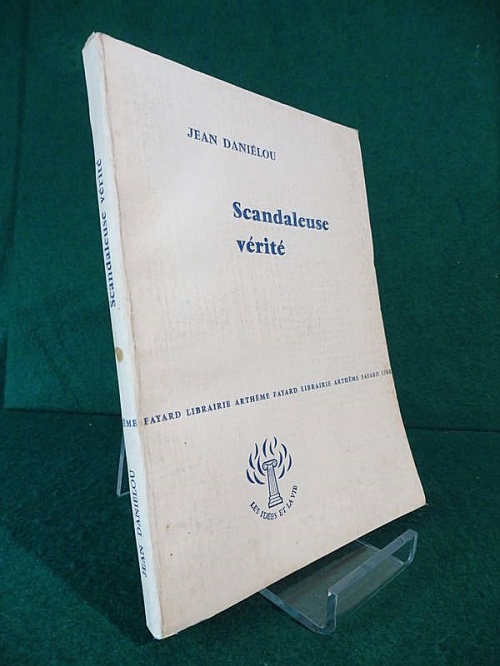 JEAN DANIÉLOU
Scandaleuse
vérité
ÈME FAYARD LIBRAIRIE ARTHÈME FAYARD LIBRAIRIE ARTHÈME FAYARD LIBR
LES IDÉES ET LA VIE
Scandaleuse vérité
JEAN DANIÉLOU